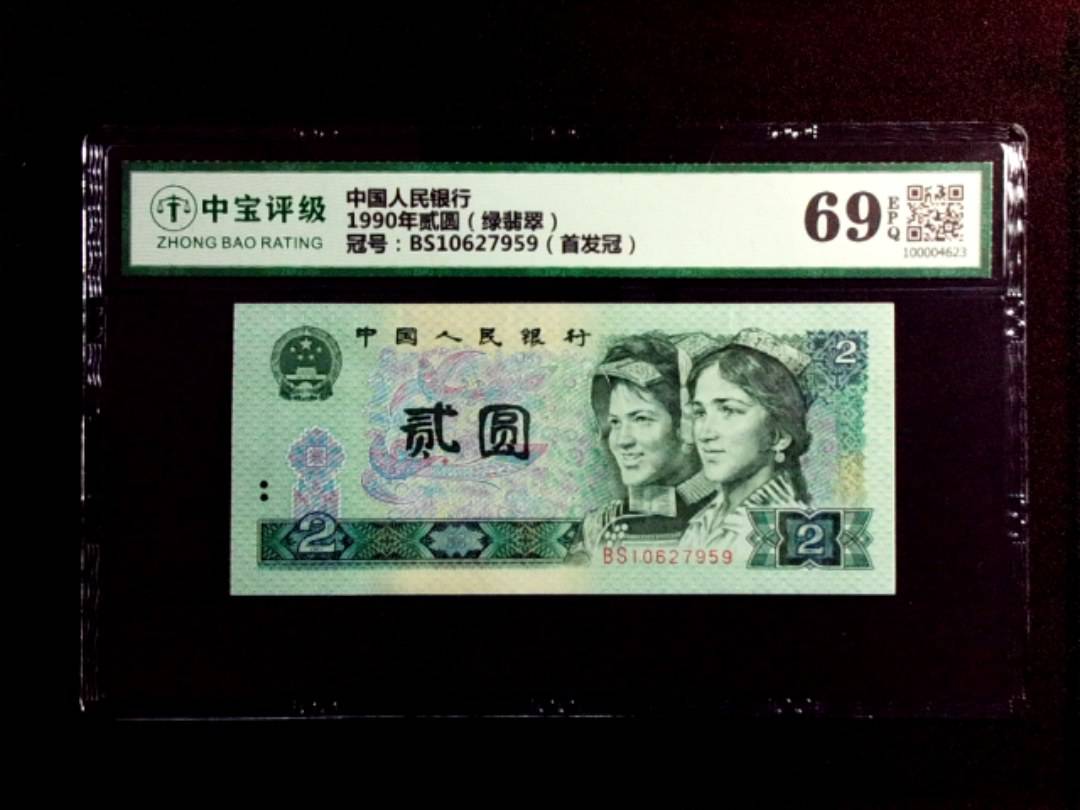 中宝评级
ZHONG BAO RATING
中国人民银行
1990年贰圆（绿翡翠）
冠号：BS10627959（首发冠）
69
EPQ
100004623
中国人民银行
2
贰圆
2
BS10627959
2